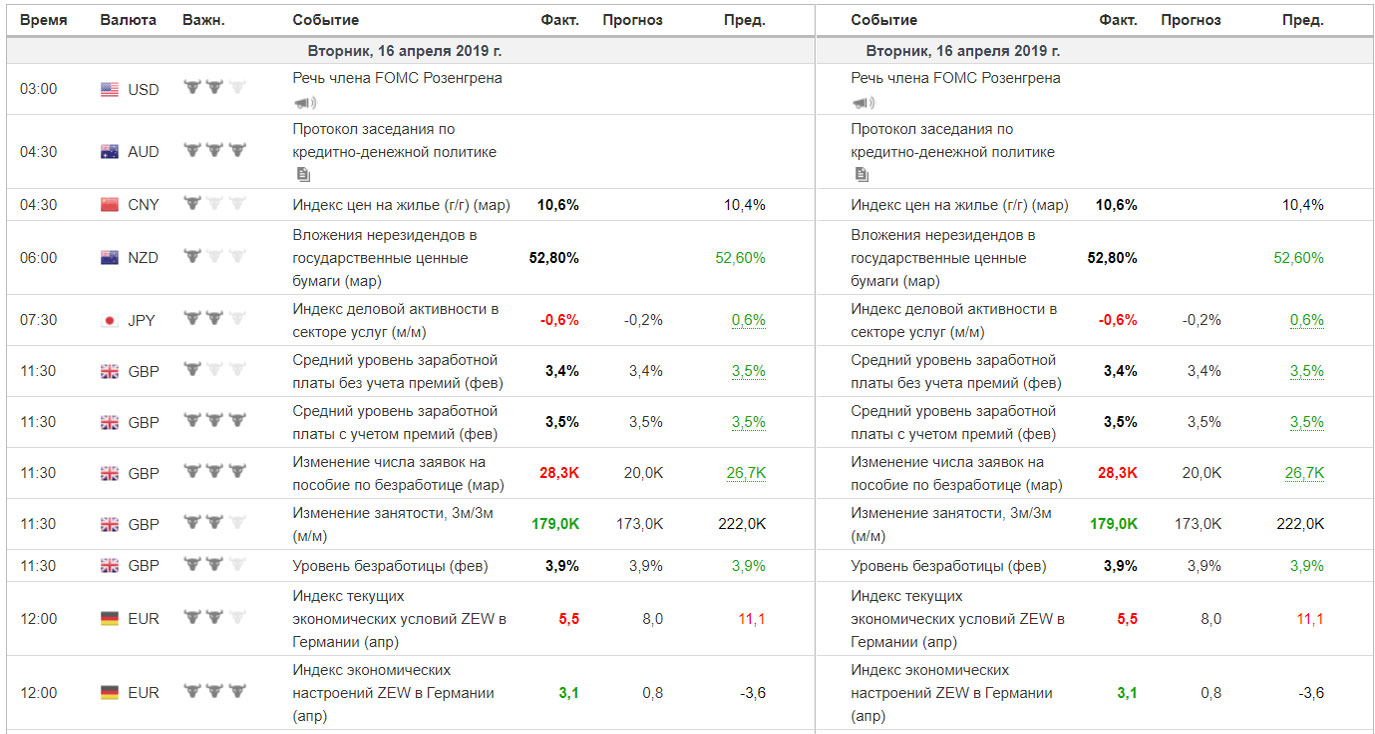 Время Валюта Важн. Событие Факт. Прогноз Пред. Событие Факт. Прогноз Пред.
Вторник, 16 апреля 2019 г. Вторник, 16 апреля 2019 г.
03:00 USD Речь члена FOMC Розенгрена Речь члена FOMC Розенгрена
Протокол заседания по Протокол заседания по
04:30 AUD кредитно-денежной политике кредитно-денежной политике
04:30 CNY Индекс цен на жилье (г/г) (мар) 10,6% 10,4% Индекс цен на жилье (г/г) (мар) 10,6% 10,4%
Вложения нерезидентов в Вложения нерезидентов в
06:00 NZD государственные ценные 52,80% 52,60% государственные ценные 52,80% 52,60%
бумаги (мар) бумаги (мар)
07:30 JPY Индекс деловой активности в -0,6% -0,2% 0,6% Индекс деловой активности в -0,6% -0,2% 0,6%
секторе услуг (м/м) секторе услуг (м/м)
11:30 GBP Средний уровень заработной 3,4% 3,4% 3,5% Средний уровень заработной 3,4% 3,4% 3,5%
платы без учета премий (фев) платы без учета премий (фев)
11:30 GBP Средний уровень заработной 3,5% 3,5% 3,5% Средний уровень заработной 3,5% 3,5% 3,5%
платы с учетом премий (фев) платы с учетом премий (фев)
11:30 GBP Изменение числа заявок на 28,3K 20,0K 26,7K Изменение числа заявок на 28,3K 20,0K 26,7K
пособие по безработице (мар) пособие по безработице (мар)
11:30 GBP Изменение занятости, 3м/3м 179,0K 173,0K 222,0K Изменение занятости, 3м/3м 179,0K 173,0K 222,0K
(м/м) (м/м)
11:30 GBP Уровень безработицы (фев) 3,9% 3,9% 3,9% Уровень безработицы (фев) 3,9% 3,9% 3,9%
Индекс текущих Индекс текущих
12:00 EUR экономических условий ZEW в 5,5 8,0 11,1 экономических условий ZEW в 5,5 8,0 11,1
Германии (апр) Германии (апр)
Индекс экономических Индекс экономических
12:00 EUR настроений ZEW в Германии 3,1 0,8 -3,6 настроений ZEW в Германии 3,1 0,8 -3,6
(апр) (апр)